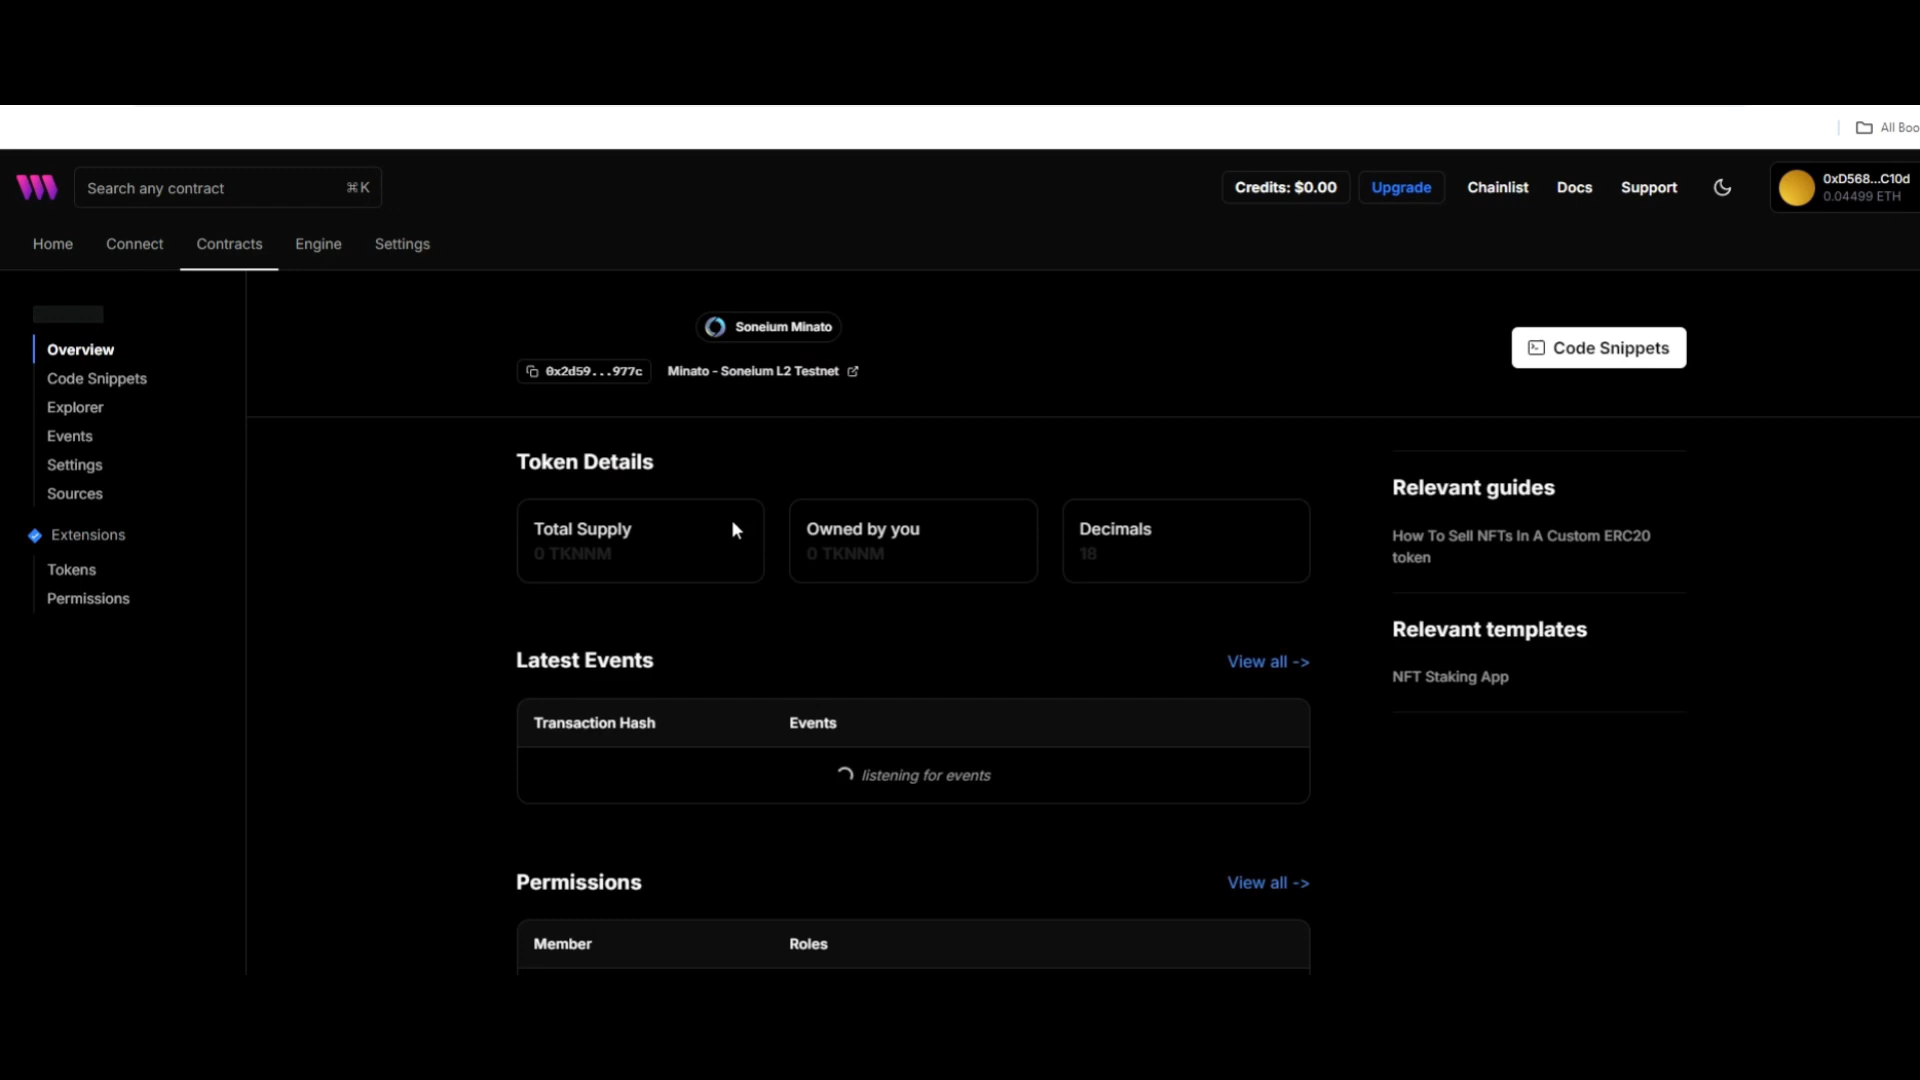 All Boo
Search any contract ⌘K
Credits: $0.00
Upgrade
Chainlist
Docs
Support
0xD568...C10d
0.04499 ETH
Home
Connect
Contracts
Engine
Settings
Overview
Code Snippets
Explorer
Events
Settings
Sources
Extensions
Tokens
Permissions
Soneium Minato
0x2d59...977c
Minato - Soneium L2 Testnet
Code Snippets
Token Details
Total Supply
0 TKNNM
Owned by you
0 TKNNM
Decimals
18
Latest Events
View all ->
Transaction Hash
Events
listening for events
Permissions
View all ->
Member
Roles
Relevant guides
How To Sell NFTs In A Custom ERC20
token
Relevant templates
NFT Staking App